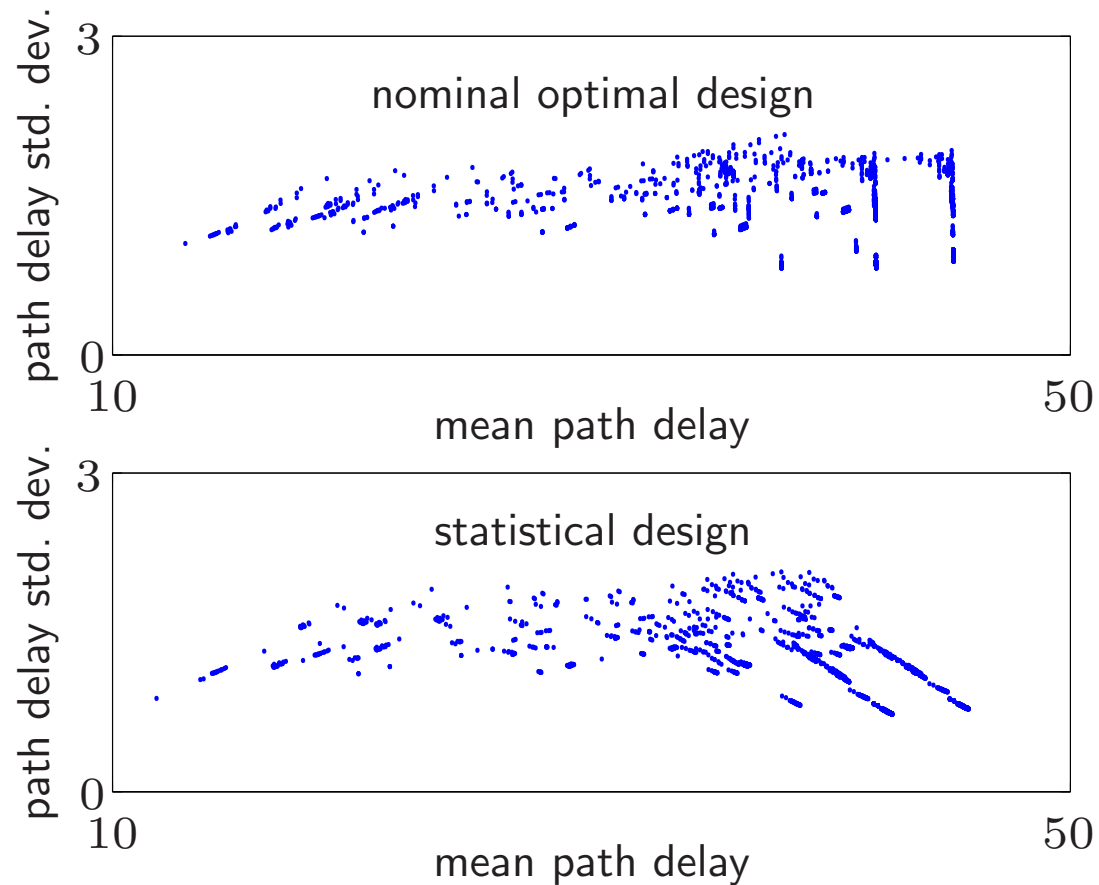 path delay std. dev.
3
nominal optimal design
0
10
50
mean path delay
path delay std. dev.
3
statistical design
0
10
50
mean path delay